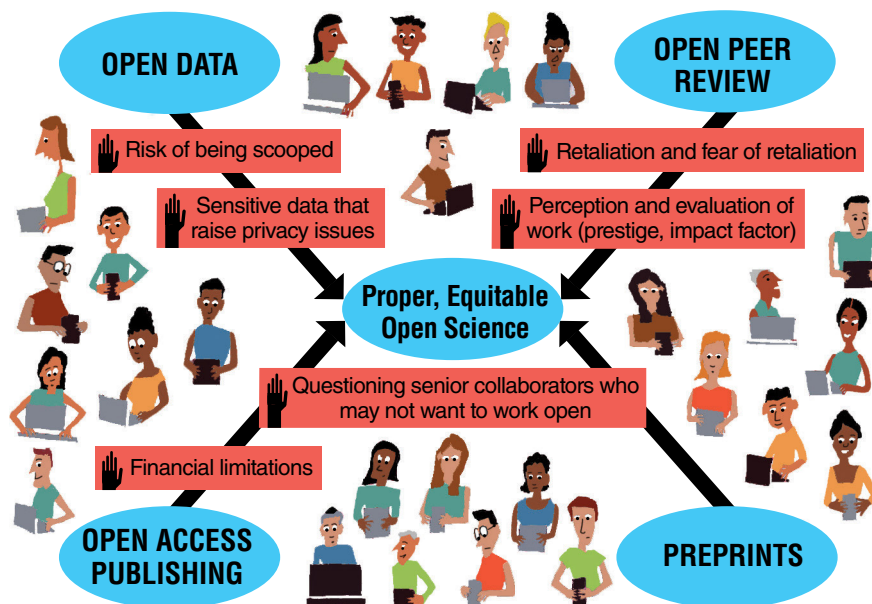 OPEN DATA
OPEN PEER
REVIEW
Risk of being scooped
Retaliation and fear of retaliation
Sensitive data that
raise privacy issues
Perception and evaluation of
work (prestige, impact factor)
Proper, Equitable
Open Science
Questioning senior collaborators who
may not want to work open
Financial limitations
OPEN ACCESS
PUBLISHING
PREPRINTS